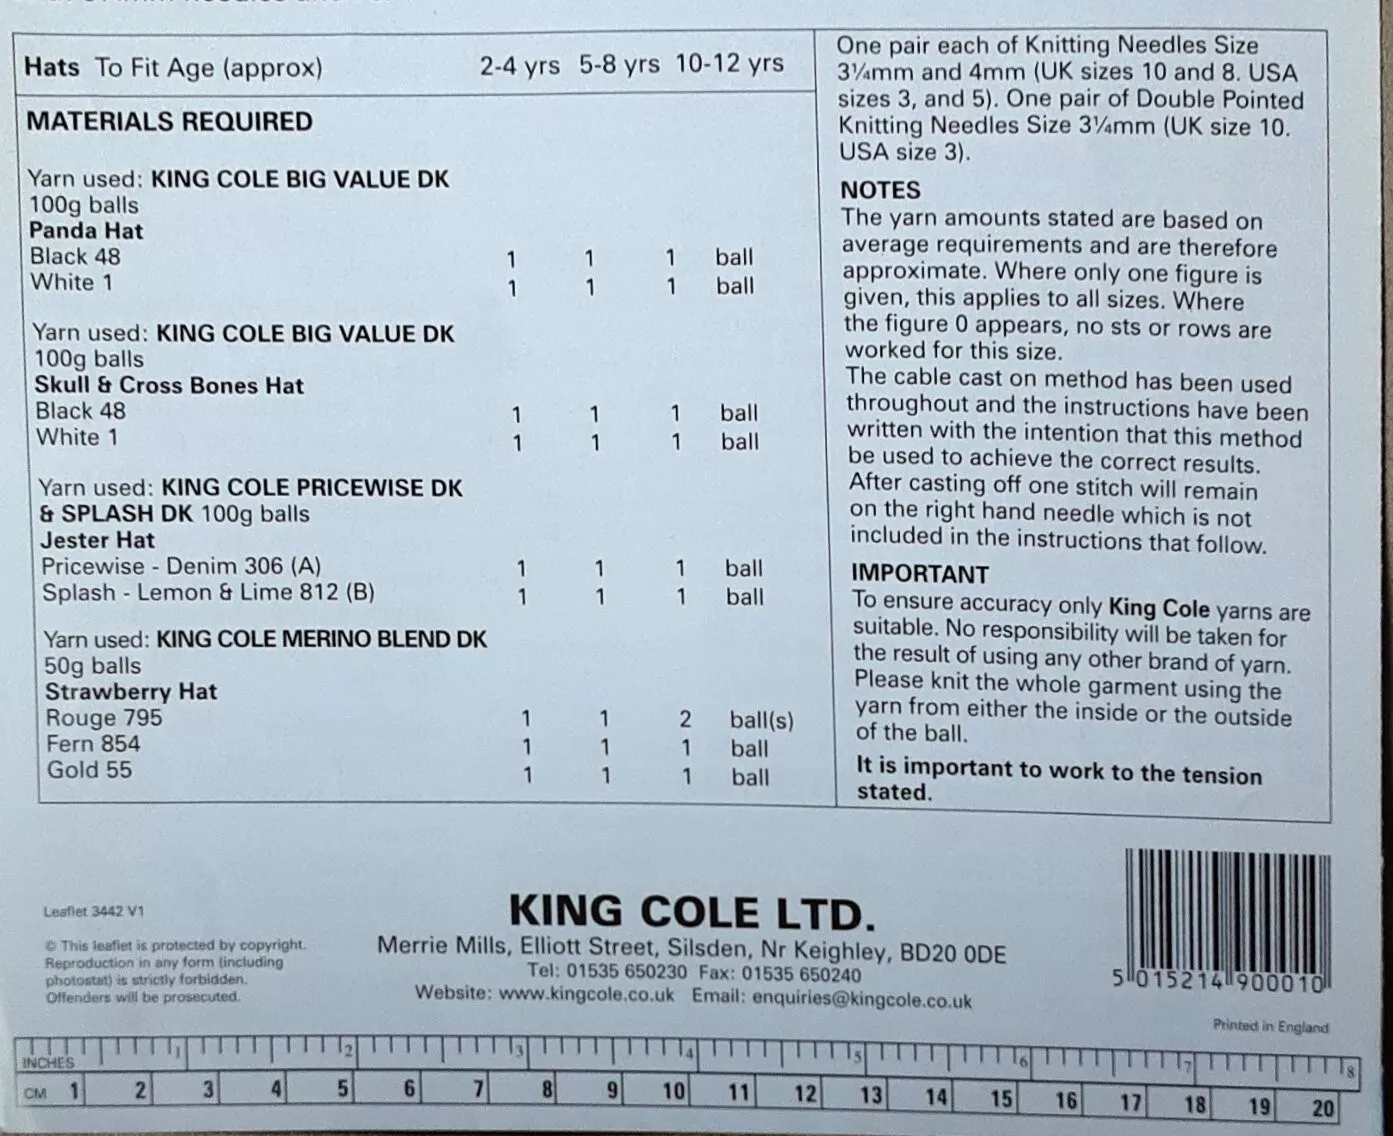 Hats To Fit Age (approx) 2-4 yrs 5-8 yrs 10-12 yrs
MATERIALS REQUIRED
Yarn used: KING COLE BIG VALUE DK
100g balls
Panda Hat
Black 48 1 1 1 ball
White 1 1 1 1 ball
Yarn used: KING COLE BIG VALUE DK
100g balls
Skull & Cross Bones Hat
Black 48 1 1 1 ball
White 1 1 1 1 ball
Yarn used: KING COLE PRICEWISE DK
& SPLASH DK 100g balls
Jester Hat
Pricewise - Denim 306 (A) 1 1 1 ball
Splash - Lemon & Lime 812 (B) 1 1 1 ball
Yarn used: KING COLE MERINO BLEND DK
50g balls
Strawberry Hat
Rouge 795 1 1 2 ball(s)
Fern 854 1 1 1 ball
Gold 55 1 1 1 ball
One pair each of Knitting Needles Size
3¼mm and 4mm (UK sizes 10 and 8. USA
sizes 3, and 5). One pair of Double Pointed
Knitting Needles Size 3¼mm (UK size 10.
USA size 3).
NOTES
The yarn amounts stated are based on
average requirements and are therefore
approximate. Where only one figure is
given, this applies to all sizes. Where
the figure 0 appears, no sts or rows are
worked for this size.
The cable cast on method has been used
throughout and the instructions have been
written with the intention that this method
be used to achieve the correct results.
After casting off one stitch will remain
on the right hand needle which is not
included in the instructions that follow.
IMPORTANT
To ensure accuracy only King Cole yarns are
suitable. No responsibility will be taken for
the result of using any other brand of yarn.
Please knit the whole garment using the
yarn from either the inside or the outside
of the ball.
It is important to work to the tension
stated.
Leaflet 3442 V1
© This leaflet is protected by copyright.
Reproduction in any form (including
photostat) is strictly forbidden.
Offenders will be prosecuted.
KING COLE LTD.
Merrie Mills, Elliott Street, Silsden, Nr Keighley, BD20 0DE
Tel: 01535 650230 Fax: 01535 650240
Website: www.kingcole.co.uk Email: enquiries@kingcole.co.uk
5 015214 900010
Printed in England
INCHES 1 2 3 4 5 6 7 8
CM 1 2 3 4 5 6 7 8 9 10 11 12 13 14 15 16 17 18 19 20